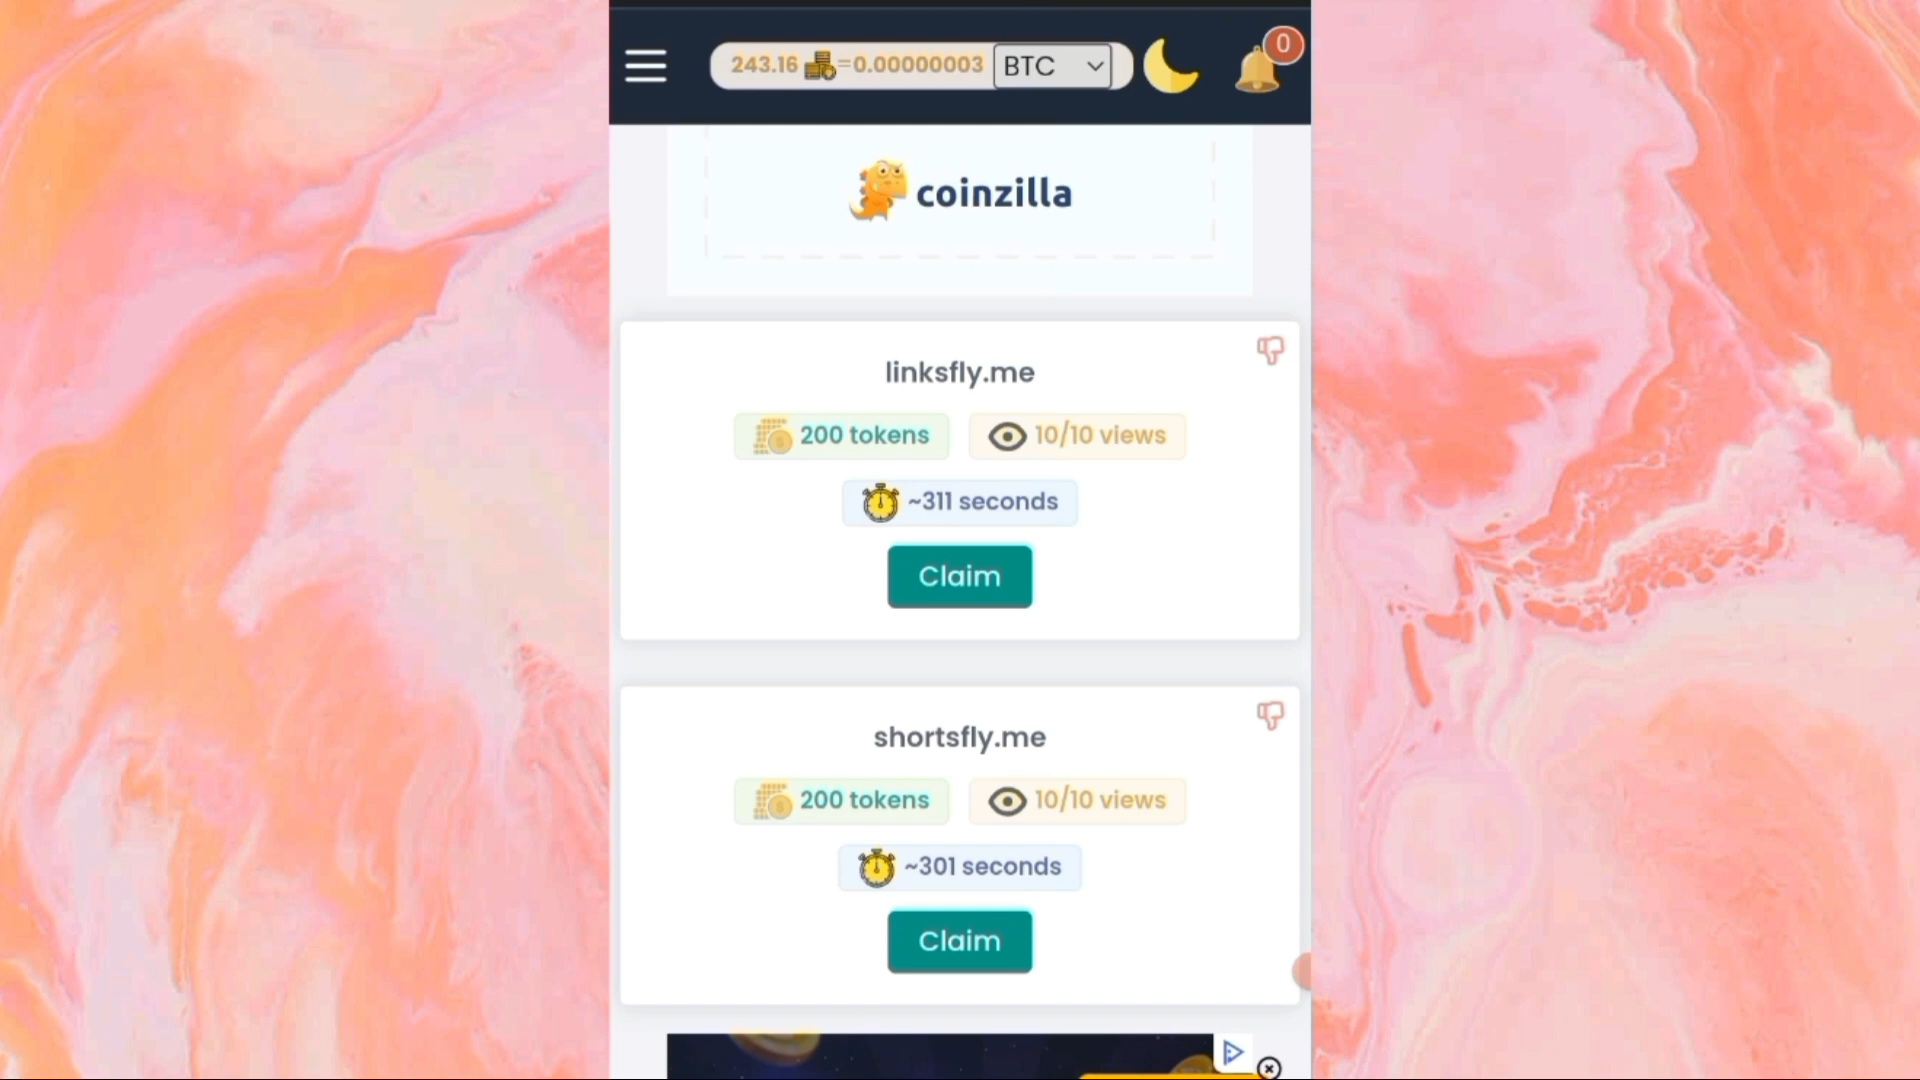 243.16 =0.00000003 BTC
0
coinzilla
linksfly.me
200 tokens 10/10 views
~311 seconds
Claim
shortsfly.me
200 tokens 10/10 views
~301 seconds
Claim